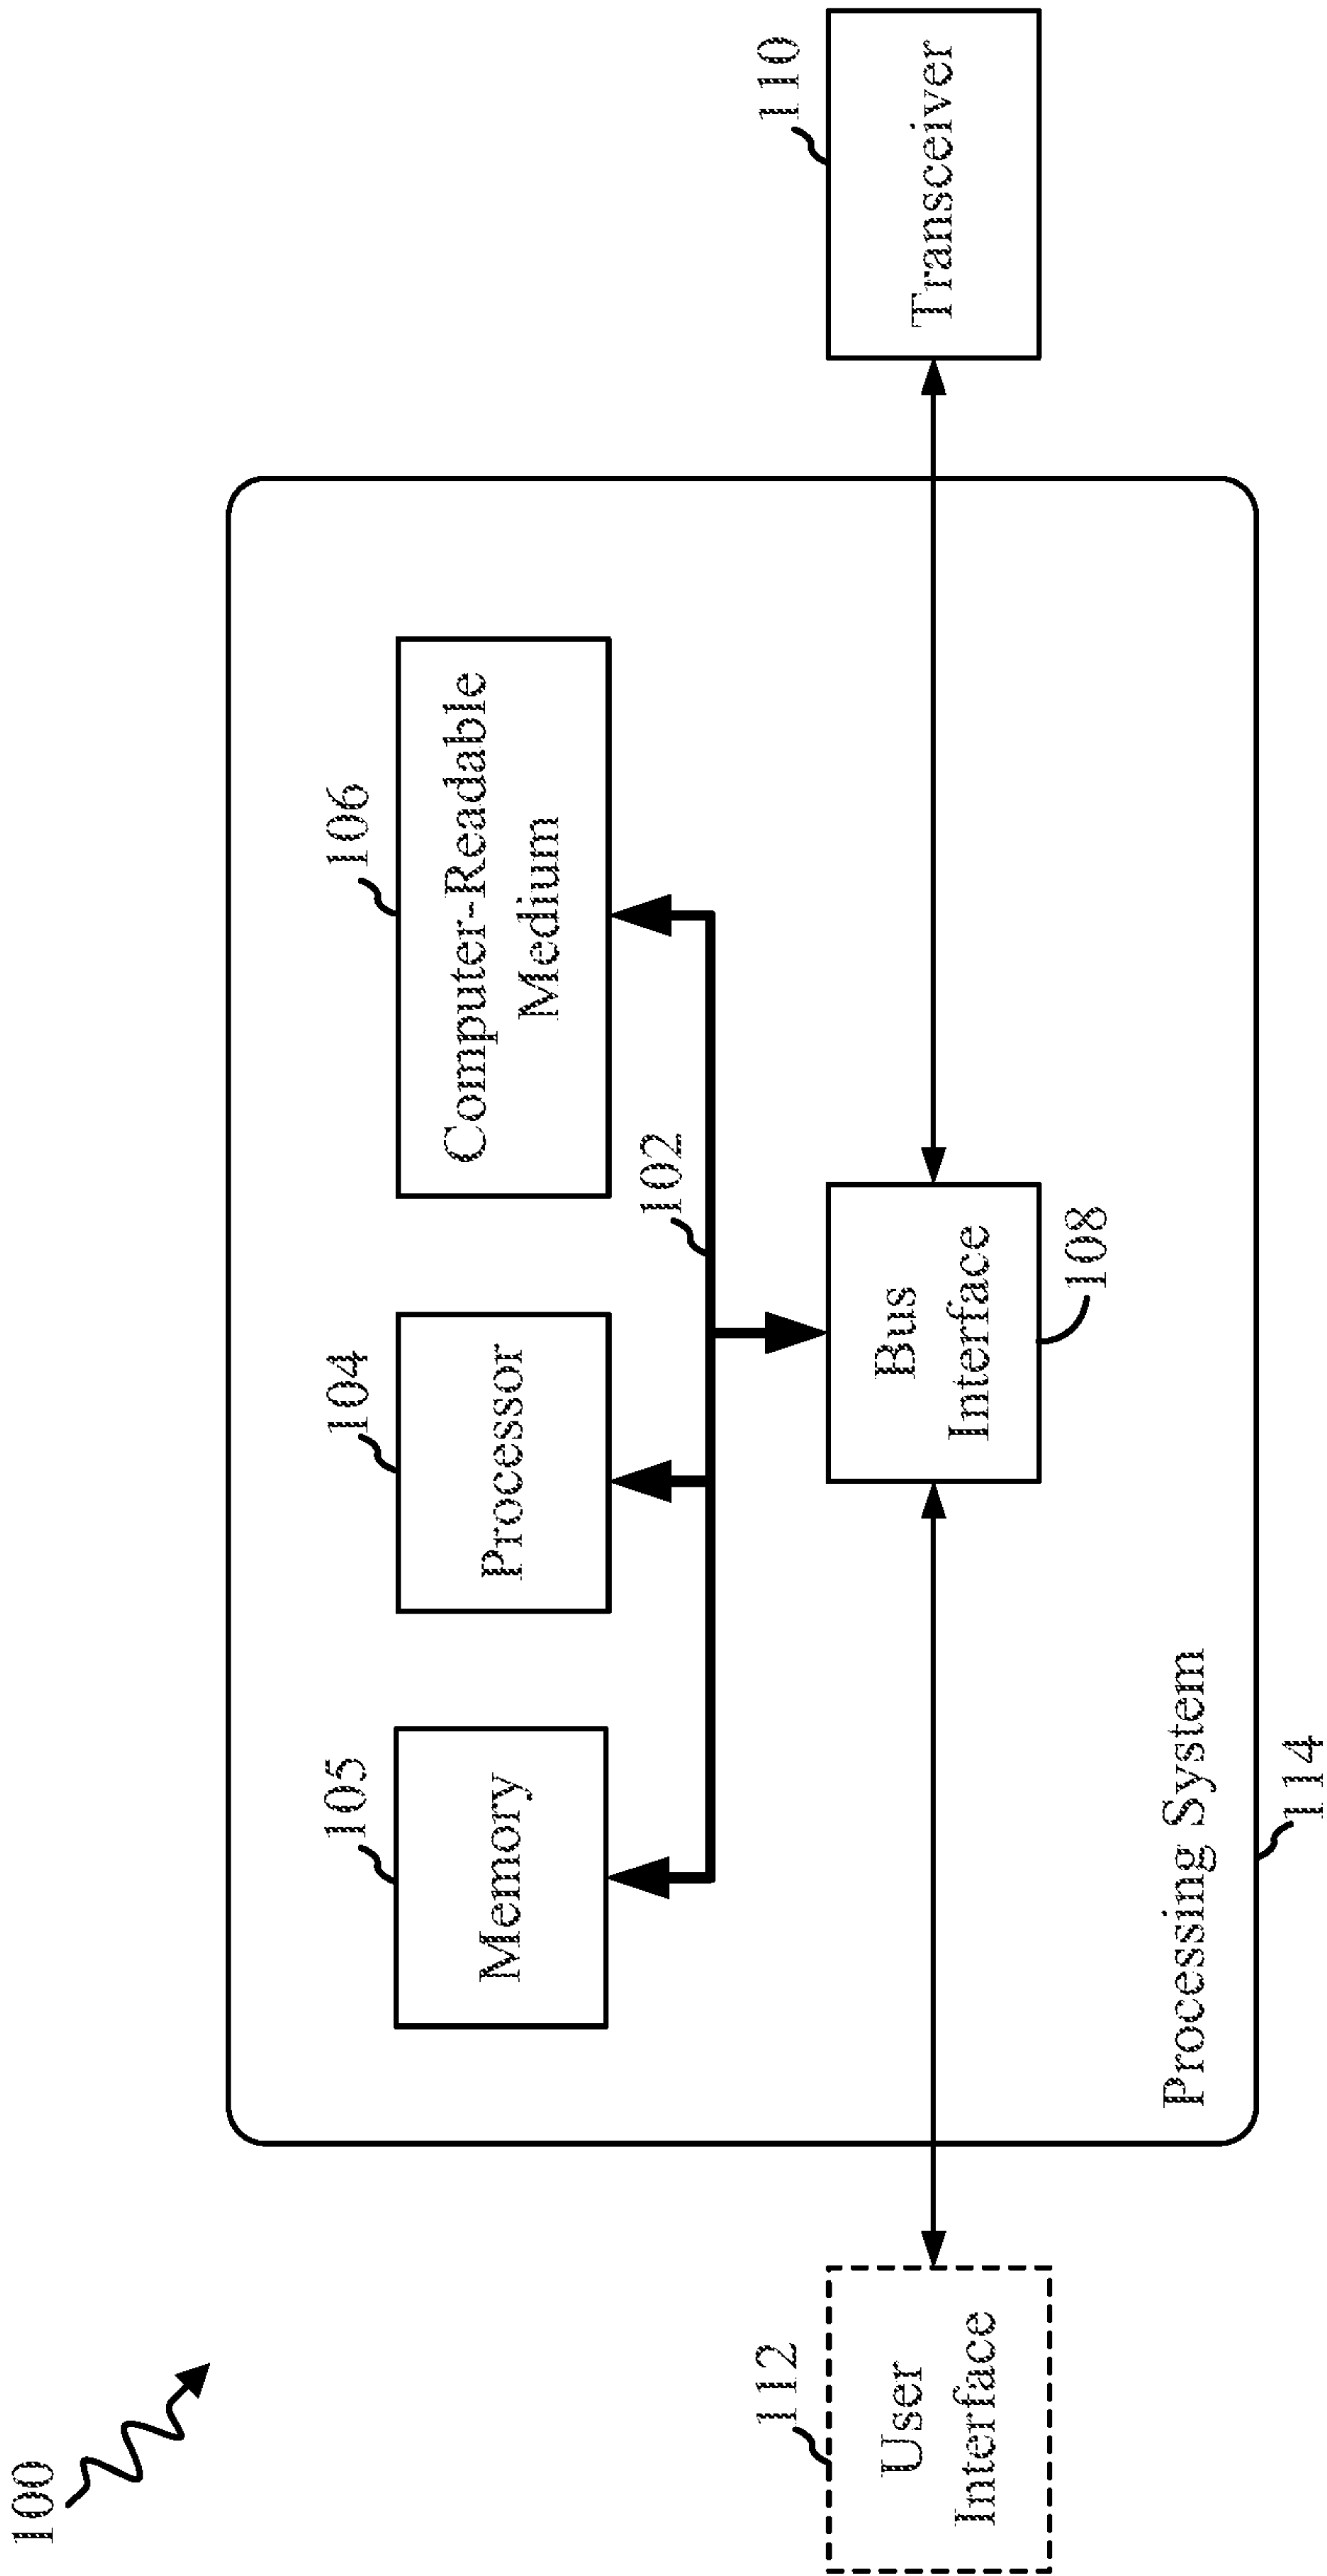 100
105
Memory
104
Processor
106
Computer-Readable
Medium
102
112
User
Interface
Bus
Interface
108
110
Transceiver
Processing System
114